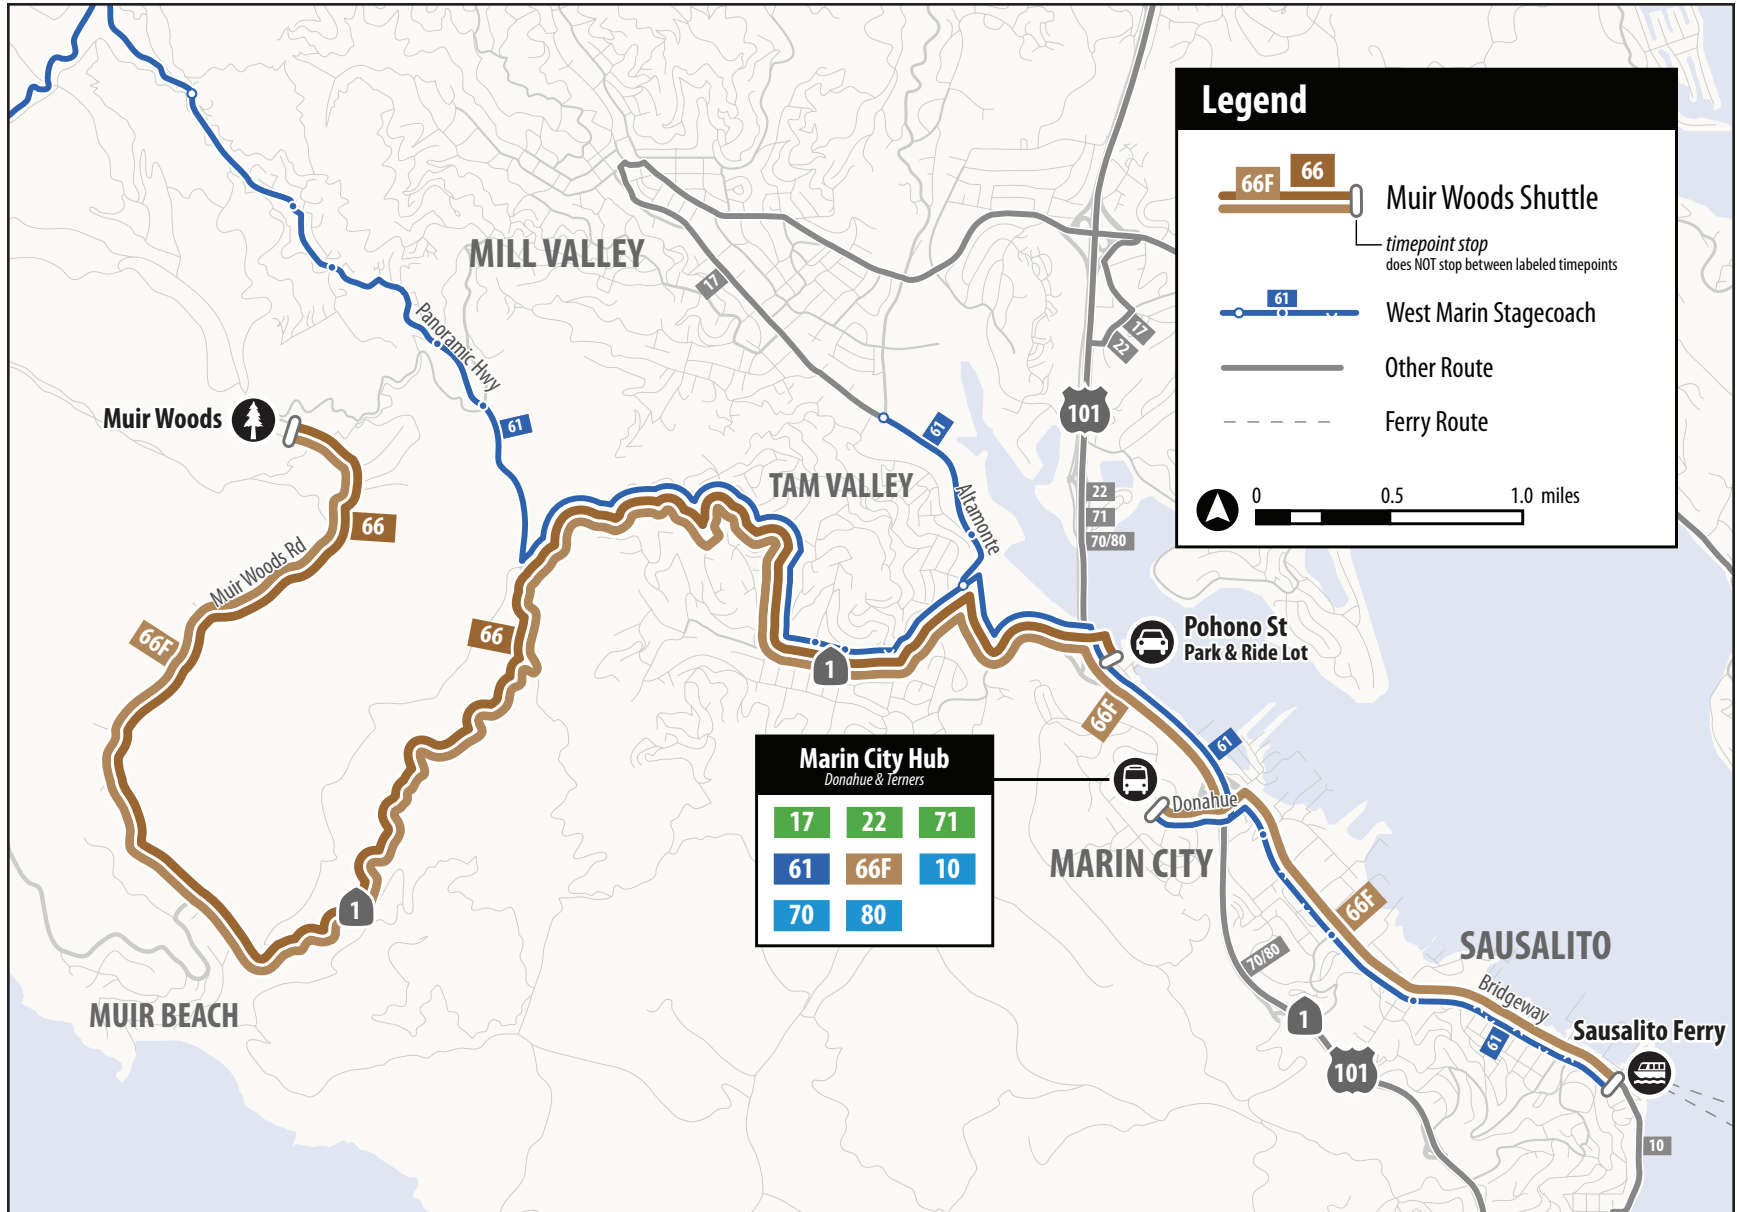 Legend
66F
66
Muir Woods Shuttle
timepoint stop
does NOT stop between labeled timepoints
61
West Marin Stagecoach
Other Route
Ferry Route
0 0.5 1.0 miles
MILL VALLEY
17
17
22
Panoramic Hwy
101
Muir Woods
61
61
TAM VALLEY
Altamonte
22
71
70/80
66
Muir Woods Rd
66F
66
1
Pohono St
Park & Ride Lot
66F
61
Marin City Hub
Donahue & Terners
17 22 71
61 66F 10
70 80
Donahue
MARIN CITY
1
66F
70/80
SAUSALITO
MUIR BEACH
Bridgeway
1
61
Sausalito Ferry
101
10